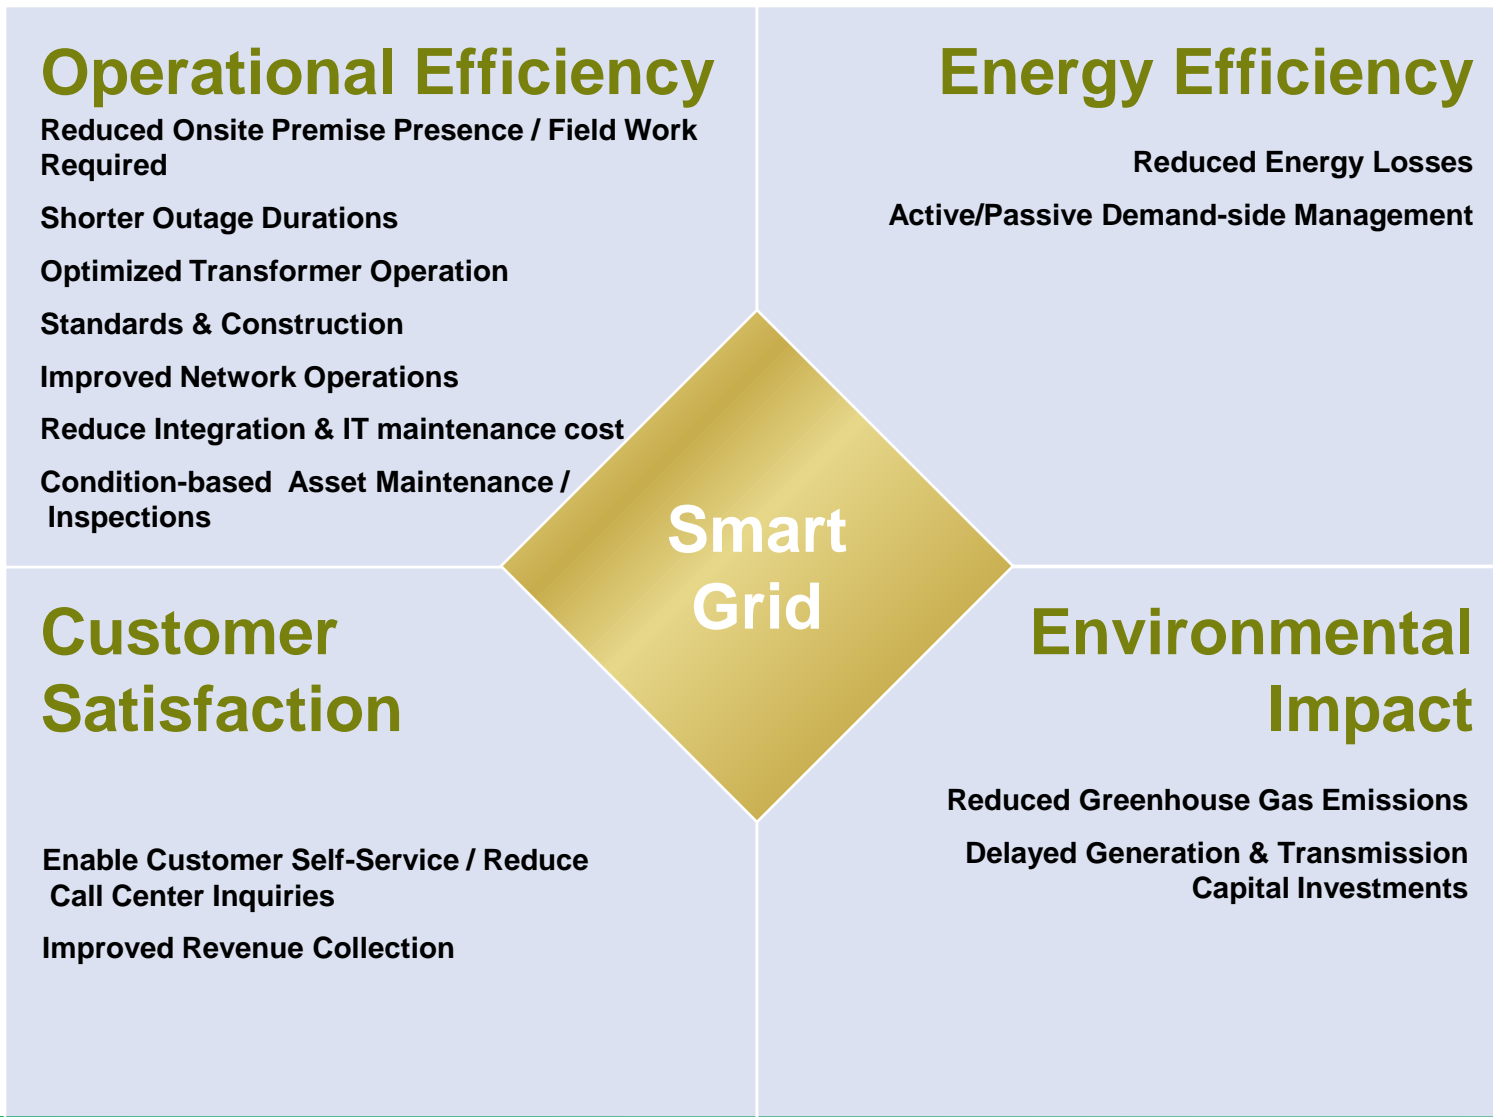 Operational Efficiency
Reduced Onsite Premise Presence / Field Work
Required
Shorter Outage Durations
Optimized Transformer Operation
Standards & Construction
Improved Network Operations
Reduce Integration & IT maintenance cost
Condition-based  Asset Maintenance /
Inspections
Energy Efficiency
Reduced Energy Losses
Active/Passive Demand-side Management
Smart
Grid
Customer
Satisfaction
Enable Customer Self-Service / Reduce
Call Center Inquiries
Improved Revenue Collection
Environmental
Impact
Reduced Greenhouse Gas Emissions
Delayed Generation & Transmission
Capital Investments